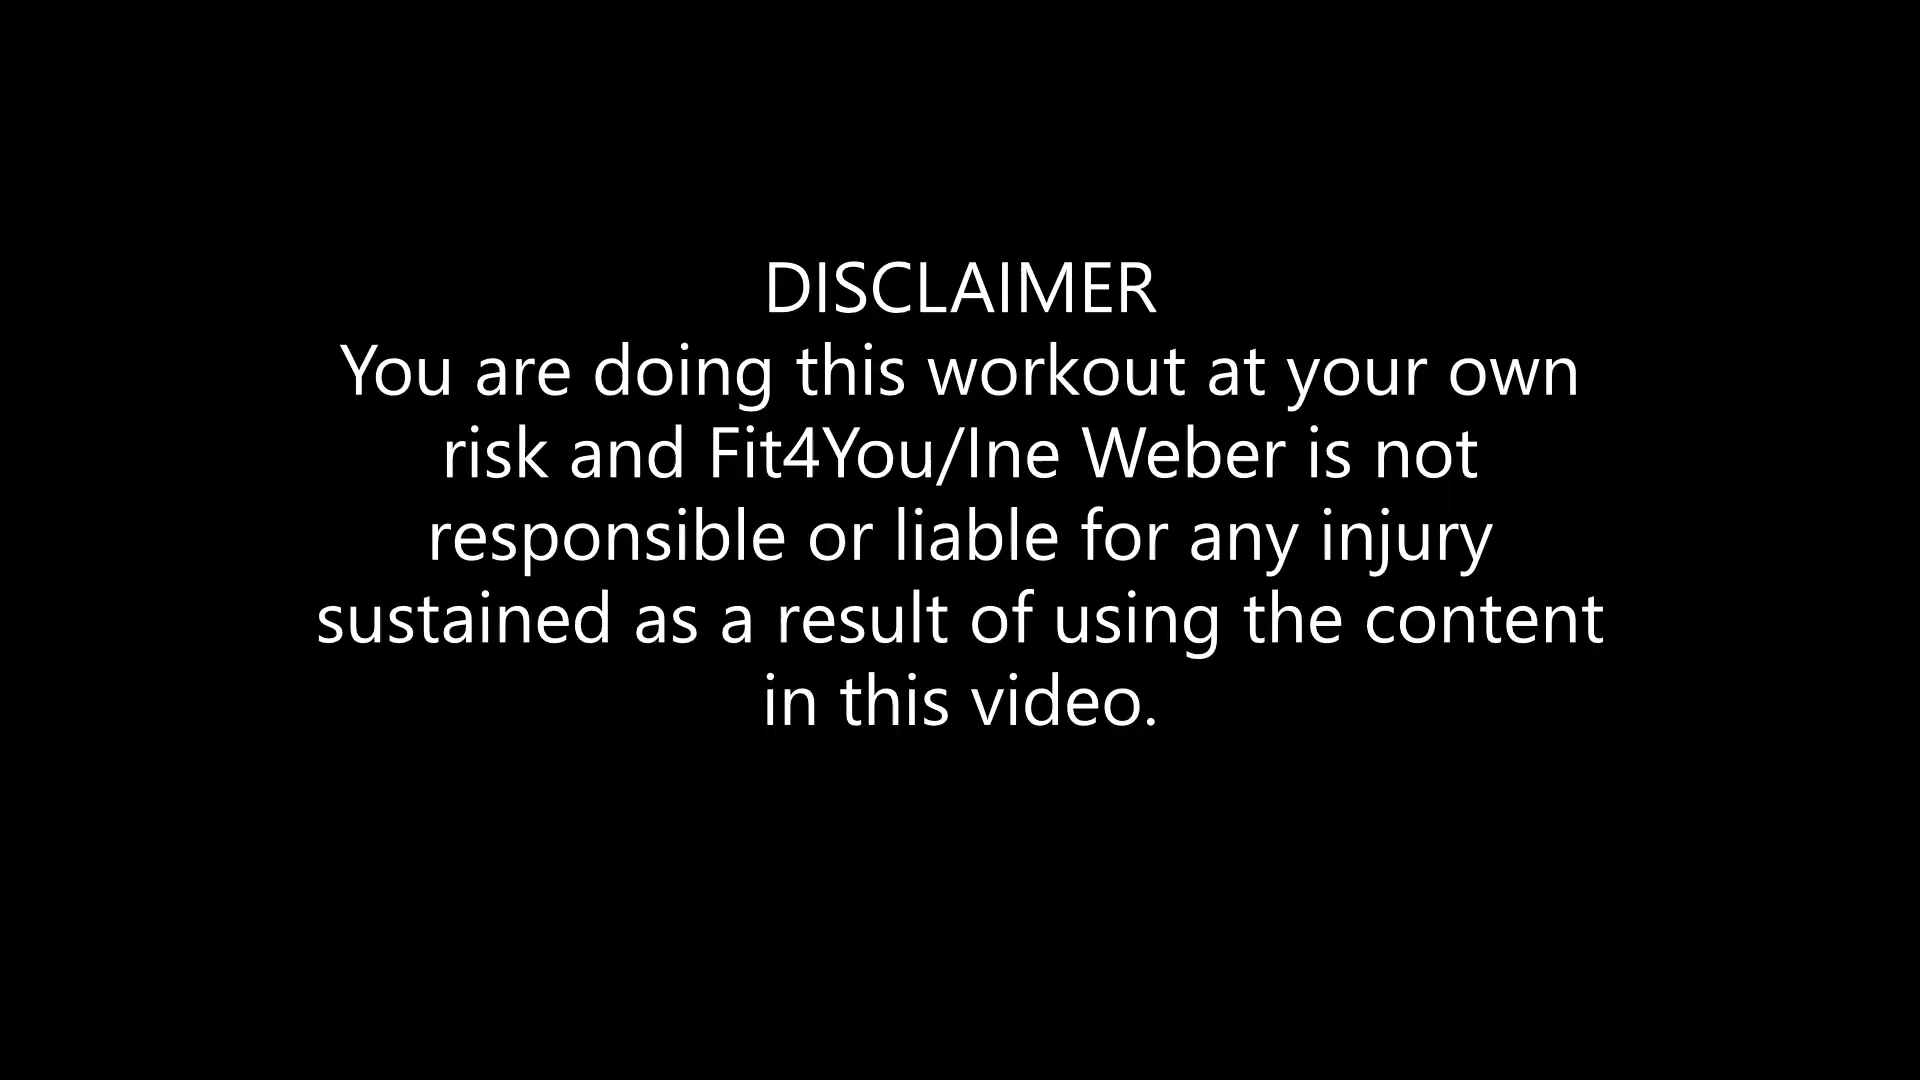 DISCLAIMER
You are doing this workout at your own
risk and Fit4You/Ine Weber is not
responsible or liable for any injury
sustained as a result of using the content
in this video.